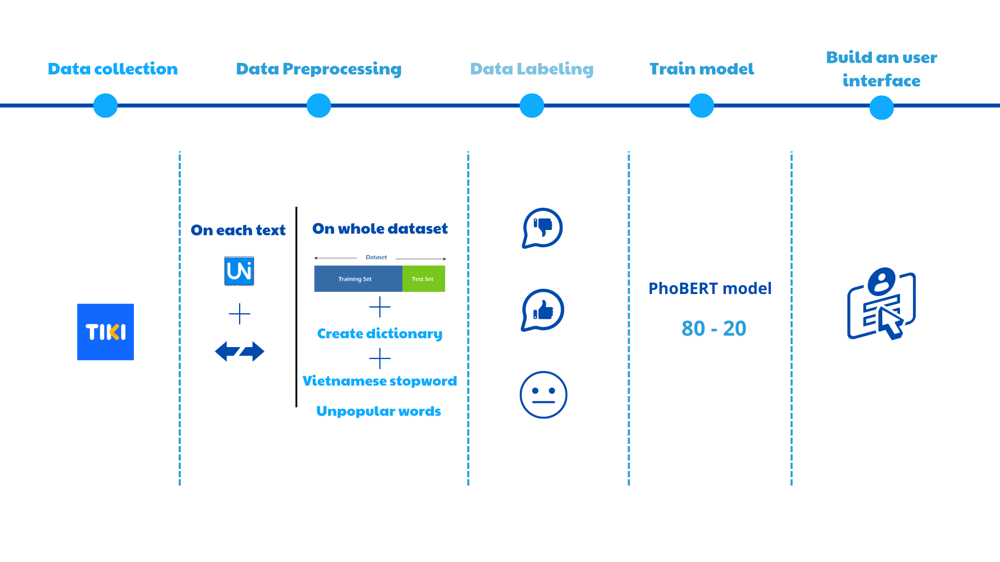 Data collection
Data Preprocessing
Data Labeling
Train model
Build an user
interface
TIKI
On each text
UNi
On whole dataset
Dataset
Training Set
Test Set
Create dictionary
Vietnamese stopword
Unpopular words
PhoBERT model
80 - 20